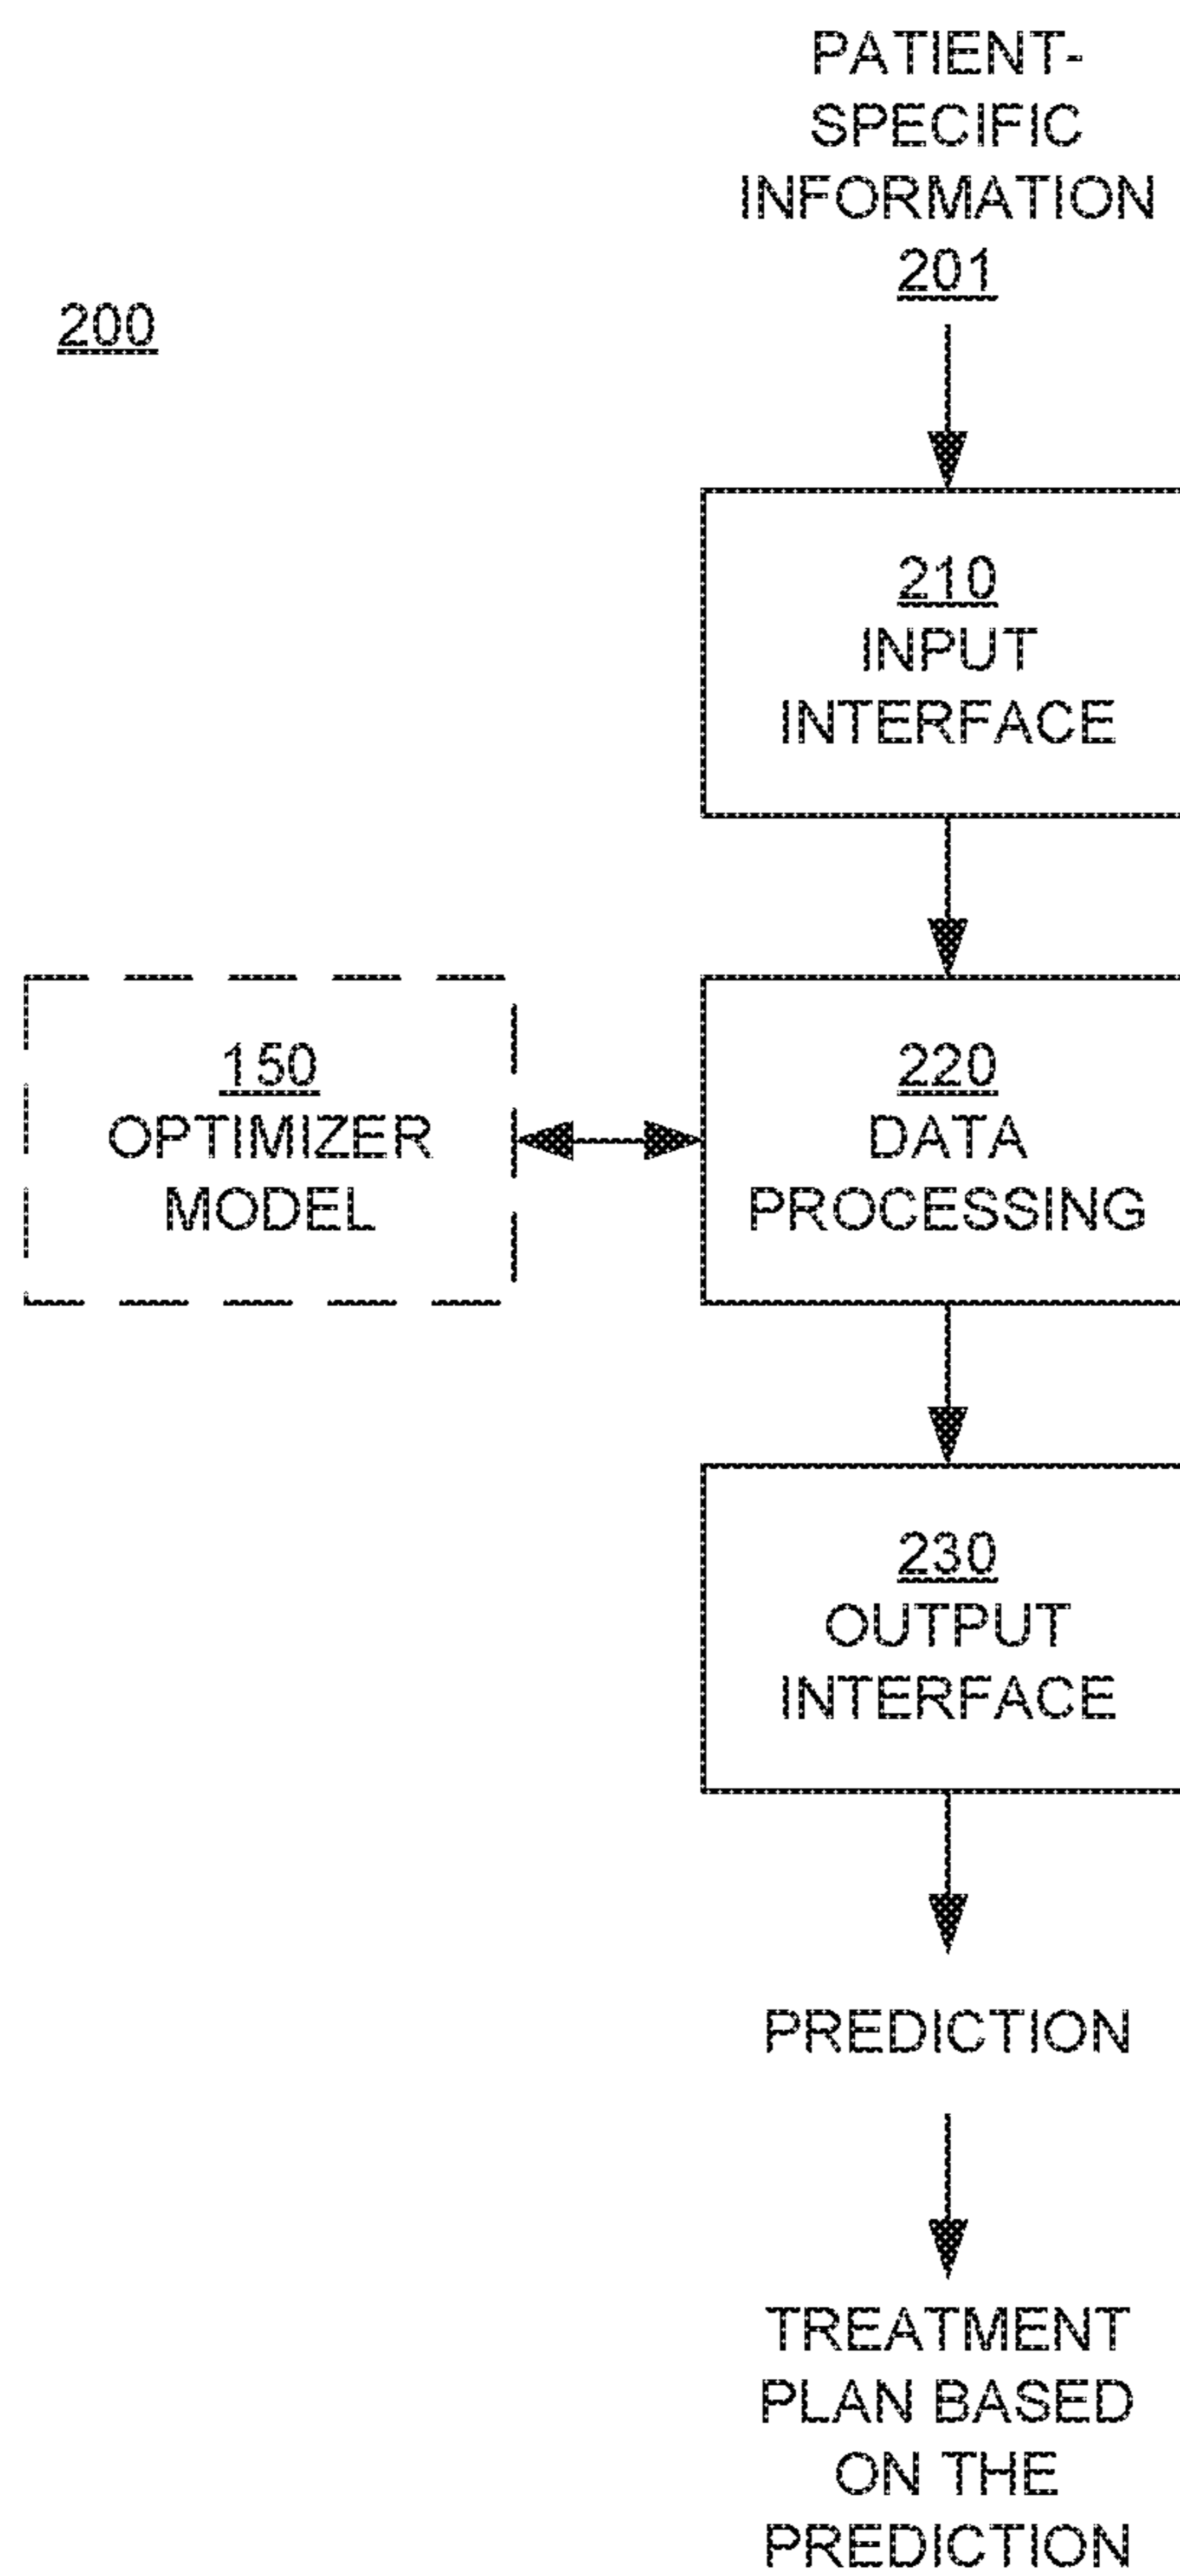 PATIENT-
SPECIFIC
INFORMATION
201
200
210
INPUT
INTERFACE
150
OPTIMIZER
MODEL
220
DATA
PROCESSING
230
OUTPUT
INTERFACE
PREDICTION
TREATMENT
PLAN BASED
ON THE
PREDICTION